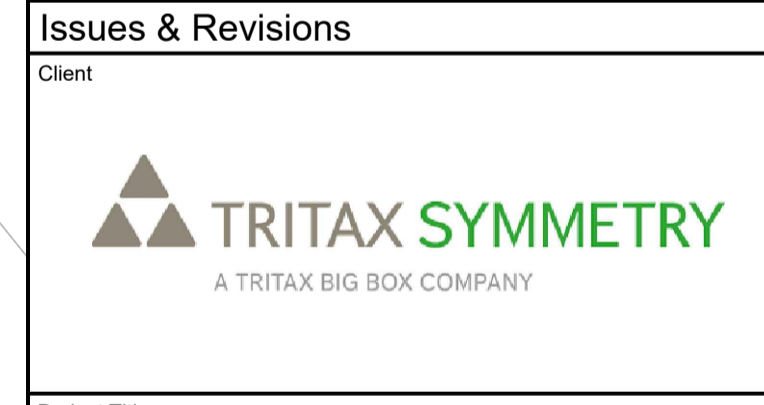 Issues & Revisions
Client
TRITAX SYMMETRY
A TRITAX BIG BOX COMPANY